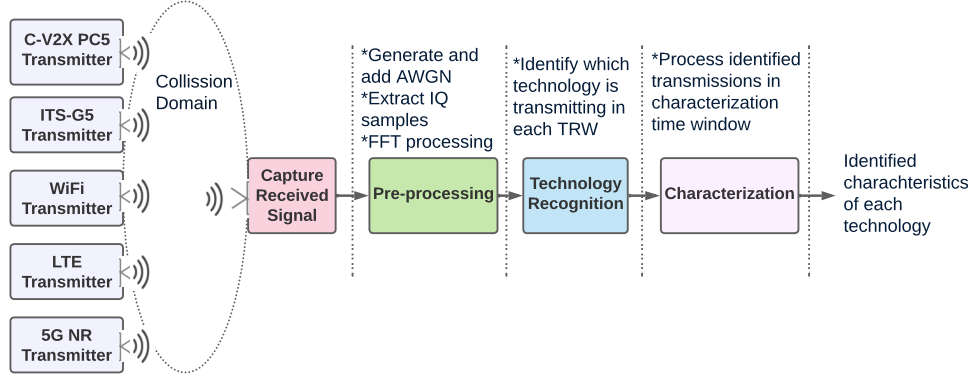 C-V2X PC5
Transmitter
ITS-G5
Transmitter
WiFi
Transmitter
LTE
Transmitter
5G NR
Transmitter
Collission
Domain
Capture
Received
Signal
*Generate and
add AWGN
*Extract IQ
samples
*FFT processing
Pre-processing
*Identify which
technology is
transmitting in
each TRW
Technology
Recognition
*Process identified
transmissions in
characterization
time window
Characterization
Identified
charachteristics
of each
technology